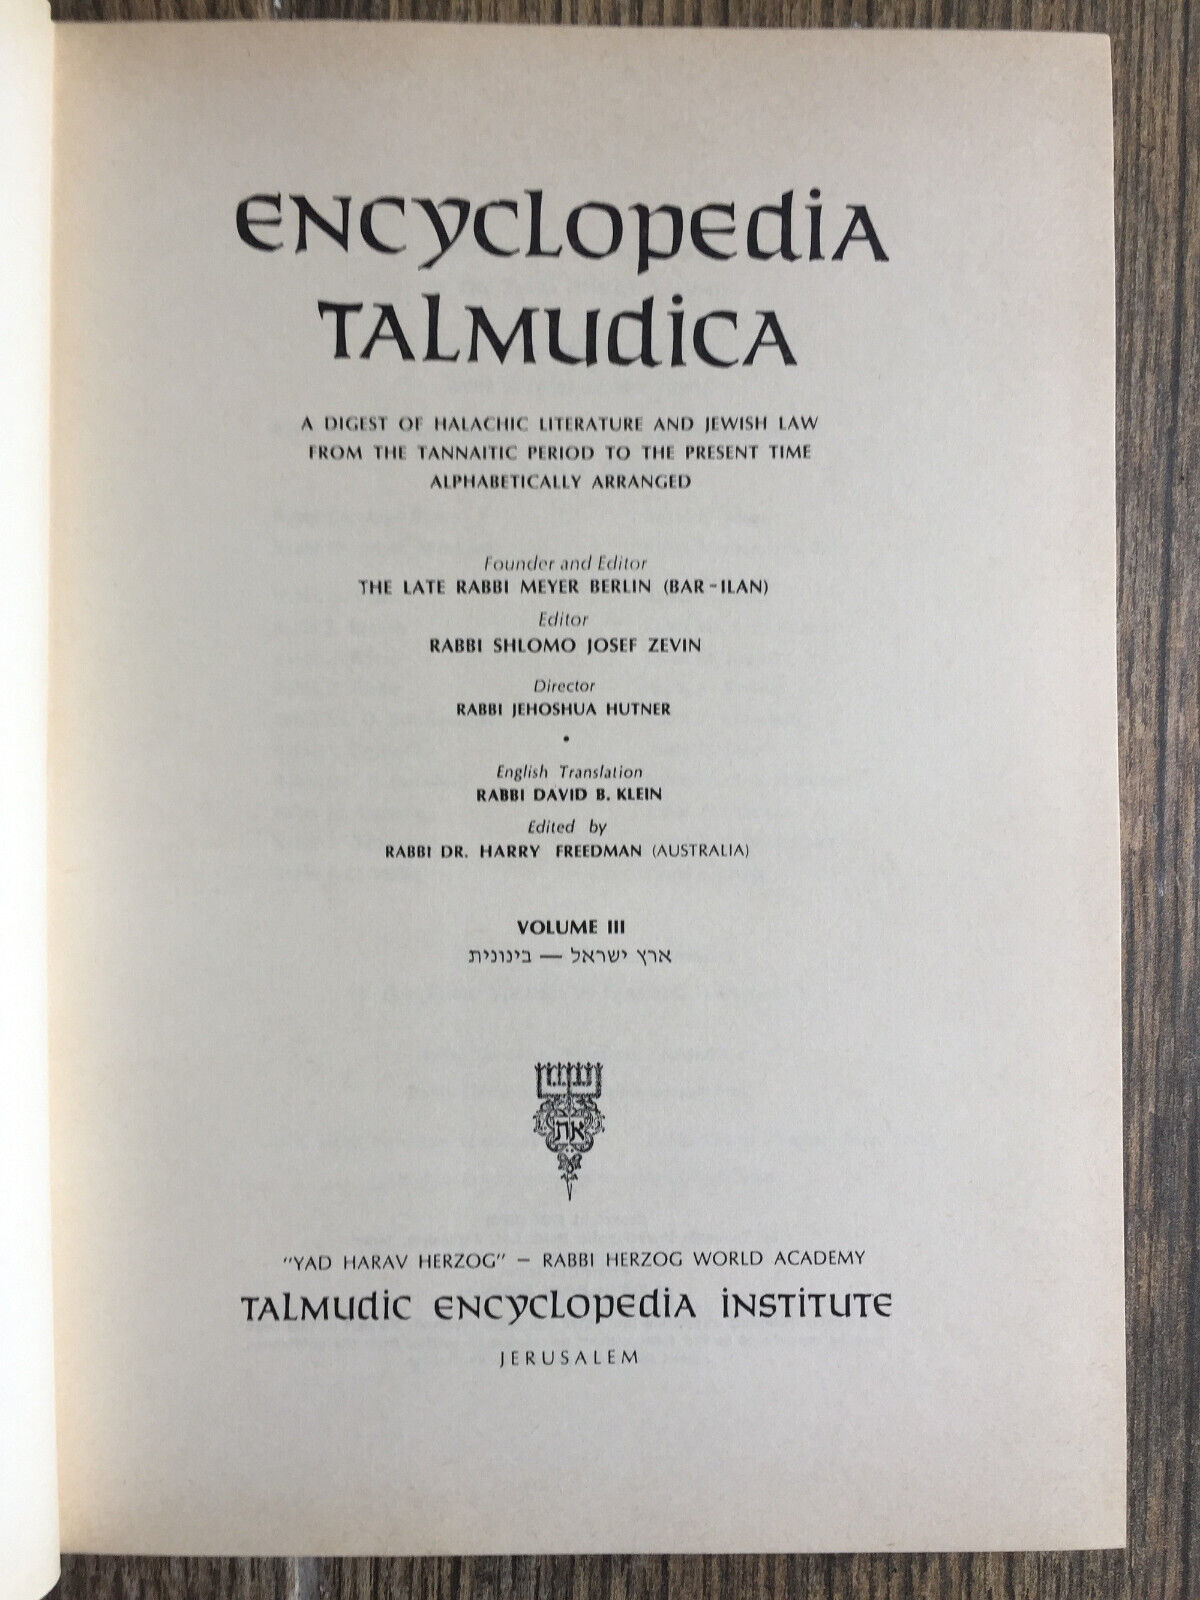 ENCYCLOPEDIA
TALMUDICA
A DIGEST OF HALACHIC LITERATURE AND JEWISH LAW
FROM THE TANNAITIC PERIOD TO THE PRESENT TIME
ALPHABETICALLY ARRANGED
Founder and Editor
THE LATE RABBI MEYER BERLIN (BAR-ILAN)
Editor
RABBI SHLOMO JOSEF ZEVIN
Director
RABBI JEHOSHUA HUTNER
•
English Translation
RABBI DAVID B. KLEIN
Edited by
RABBI DR. HARRY FREEDMAN (AUSTRALIA)
VOLUME III
ארץ ישראל — בינונית
את
"YAD HARAV HERZOG" – RABBI HERZOG WORLD ACADEMY
TALMUDIC ENCYCLOPEDIA INSTITUTE
JERUSALEM